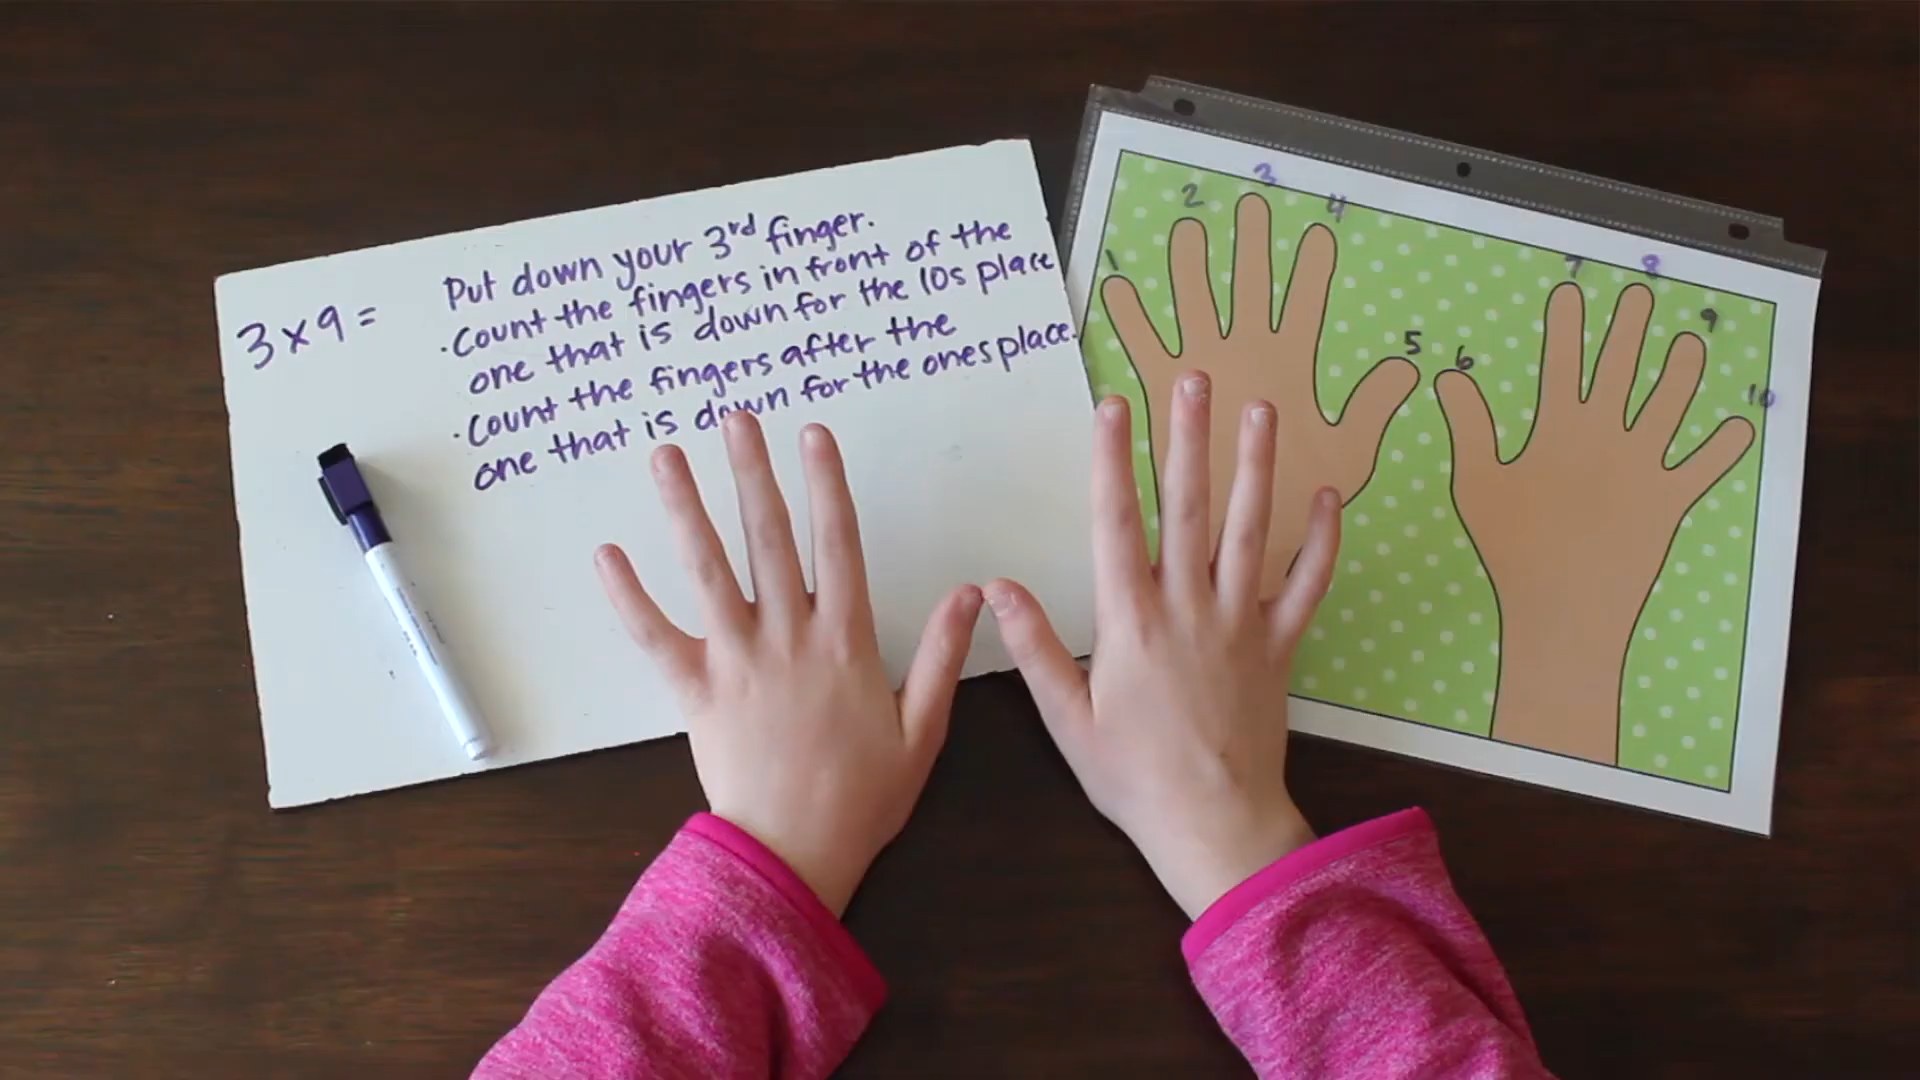 3 x 9 =
Put down your 3rd finger.
· Count the fingers in front of the
one that is down for the 10s place
· Count the fingers after the
one that is down for the ones place.
1
2
3
4
5
6
7
8
9
10